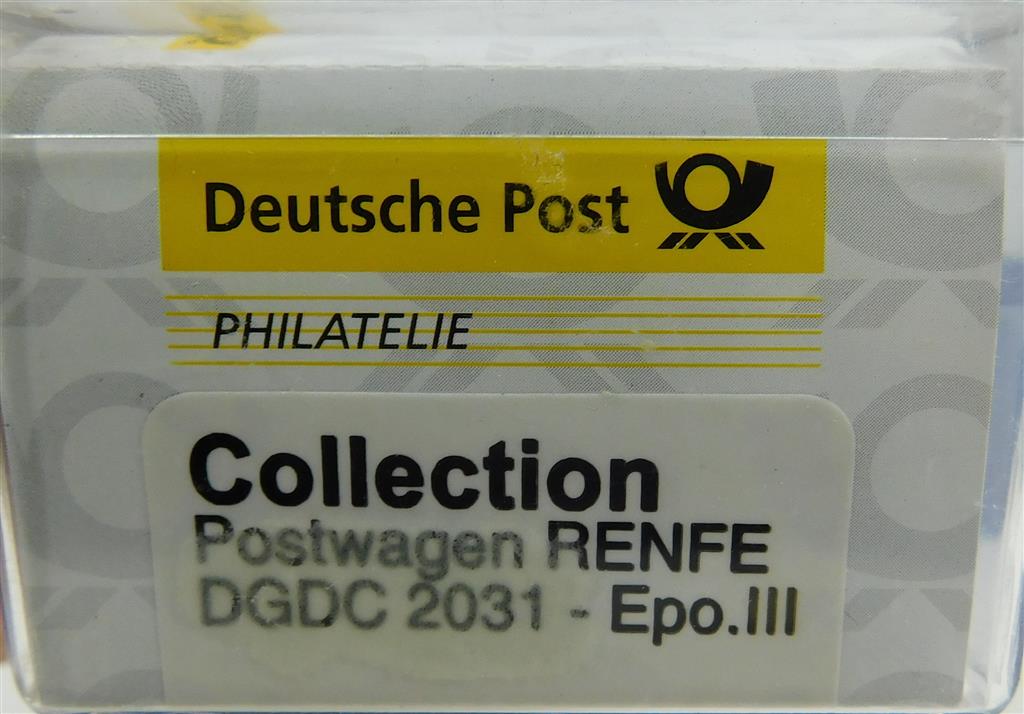 Deutsche Post
PHILATELIE
Collection
Postwagen RENFE
DGDC 2031 - Epo.III